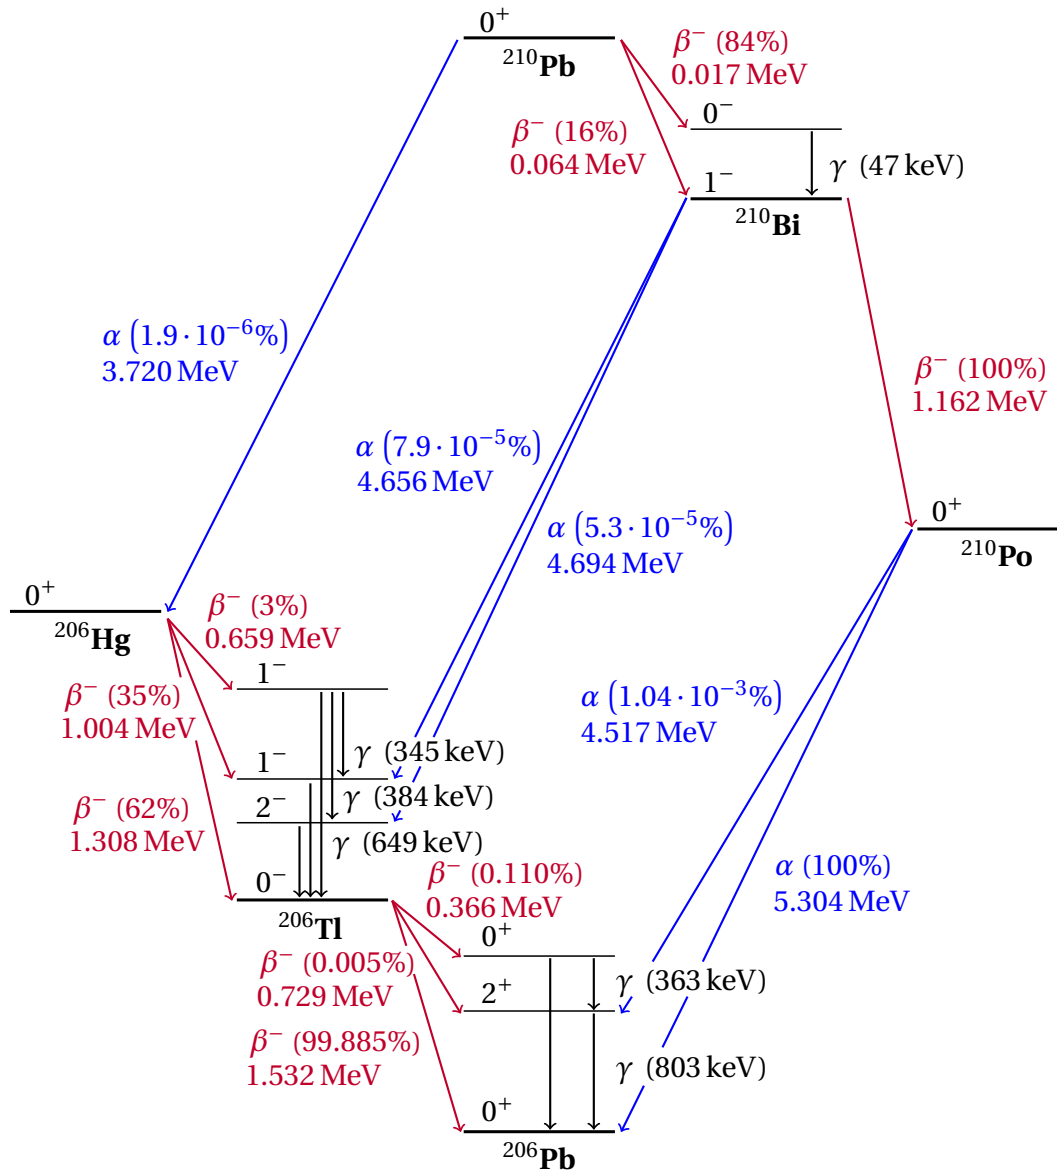 0⁺
²¹⁰Pb
β⁻ (84%)
0.017 MeV
0⁻
β⁻ (16%)
0.064 MeV
γ (47 keV)
1⁻
²¹⁰Bi
α (1.9 · 10⁻⁶%)
3.720 MeV
β⁻ (100%)
1.162 MeV
α (7.9 · 10⁻⁵%)
4.656 MeV
α (5.3 · 10⁻⁵%)
4.694 MeV
0⁺
²¹⁰Po
0⁺
²⁰⁶Hg
β⁻ (3%)
0.659 MeV
1⁻
β⁻ (35%)
1.004 MeV
α (1.04 · 10⁻³%)
4.517 MeV
γ (345 keV)
1⁻
γ (384 keV)
2⁻
β⁻ (62%)
1.308 MeV
γ (649 keV)
0⁻
²⁰⁶Tl
β⁻ (0.110%)
0.366 MeV
α (100%)
5.304 MeV
0⁺
β⁻ (0.005%)
0.729 MeV
γ (363 keV)
2⁺
β⁻ (99.885%)
1.532 MeV
γ (803 keV)
0⁺
²⁰⁶Pb